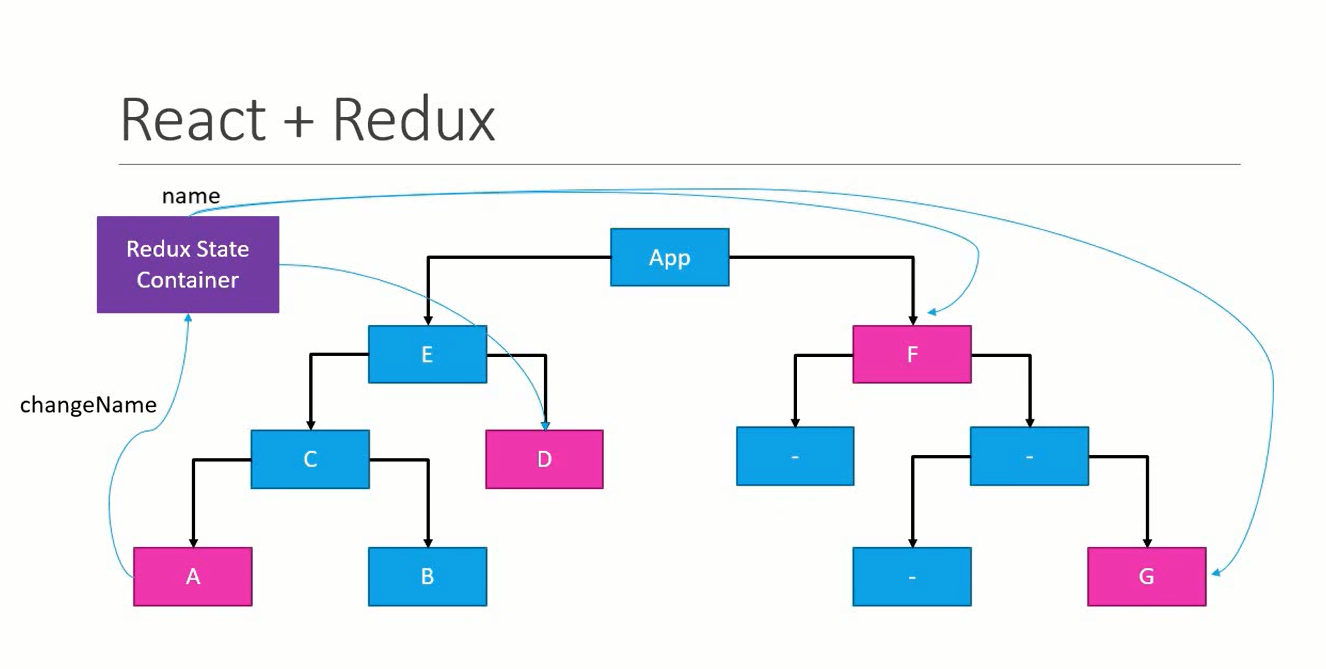 React + Redux
name
Redux State
Container
App
E
F
changeName
C
D
-
-
A
B
-
G